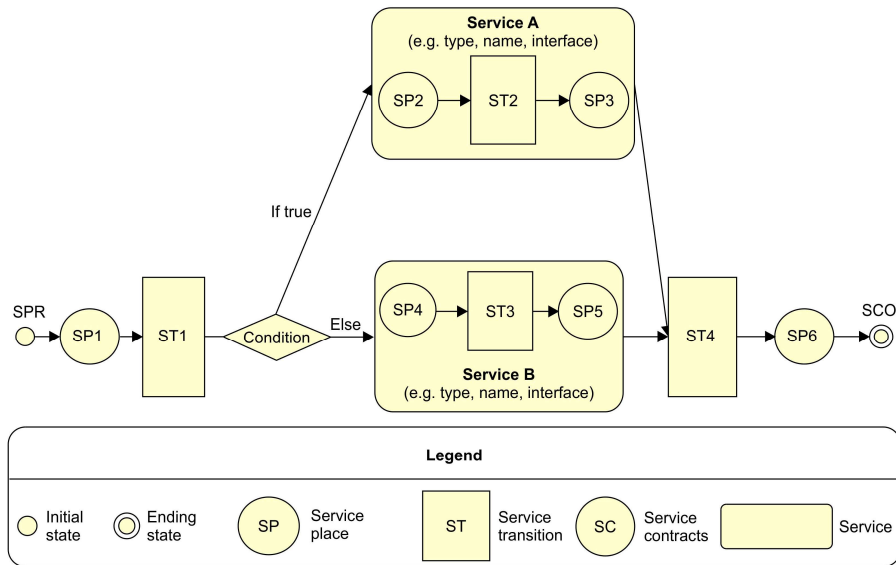 Service A
(e.g. type, name, interface)
SP2
ST2
SP3
If true
SPR
SP1
ST1
Condition
Else
SP4
ST3
SP5
Service B
(e.g. type, name, interface)
ST4
SP6
SCO
Legend
Initial
state
Ending
state
SP
Service
place
ST
Service
transition
SC
Service
contracts
Service